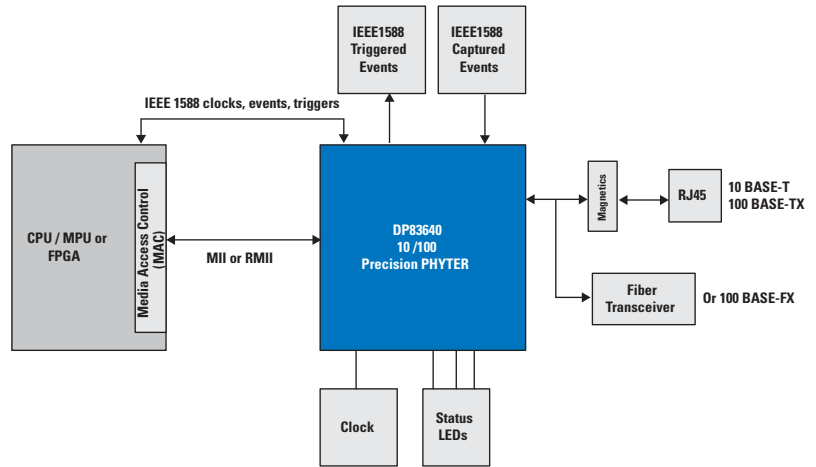 IEEE1588
Triggered
Events
IEEE1588
Captured
Events
IEEE 1588 clocks, events, triggers
CPU / MPU or
FPGA
Media Access Control
(MAC)
MII or RMII
DP83640
10 /100
Precision PHYTER
Magnetics
RJ45
10 BASE-T
100 BASE-TX
Fiber
Transceiver
Or 100 BASE-FX
Clock
Status
LEDs